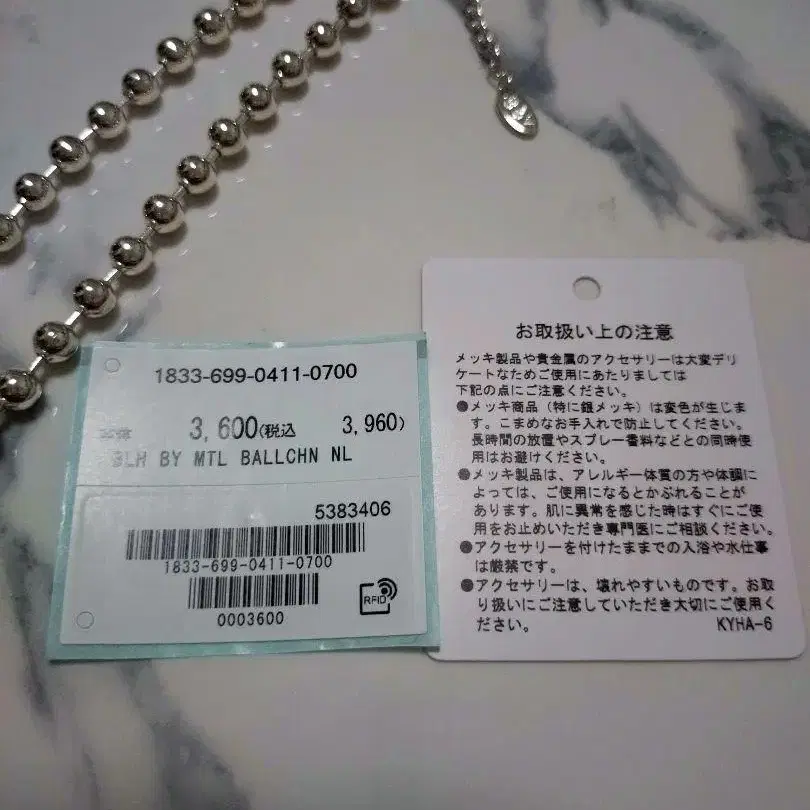 1833-699-0411-0700
本体 3,600(税込 3,960)
BY MTL BALLCHN NL
5383406
1833-699-0411-0700
RFID
0003600
お取扱い上の注意
メッキ製品や貴金属のアクセサリーは大変デリ
ケートなためご使用にあたりましては
下記の点にご注意ください。
●メッキ商品（特に銀メッキ）は変色が生じま
す。こまめなお手入れで防止してください。
長時間の放置やスプレー香料などとの同時使
用はお避けください。
●メッキ製品は、アレルギー体質の方や体調に
よっては、ご使用になるとかぶれることが
あります。肌に異常を感じた時はすぐにご使
用をお止めいただき専門医にご相談ください。
●アクセサリーを付けたままでの入浴や水仕事
は厳禁です。
●アクセサリーは、壊れやすいものです。お取
り扱いにご注意していただき大切にご使用く
ださい。
KYHA-6